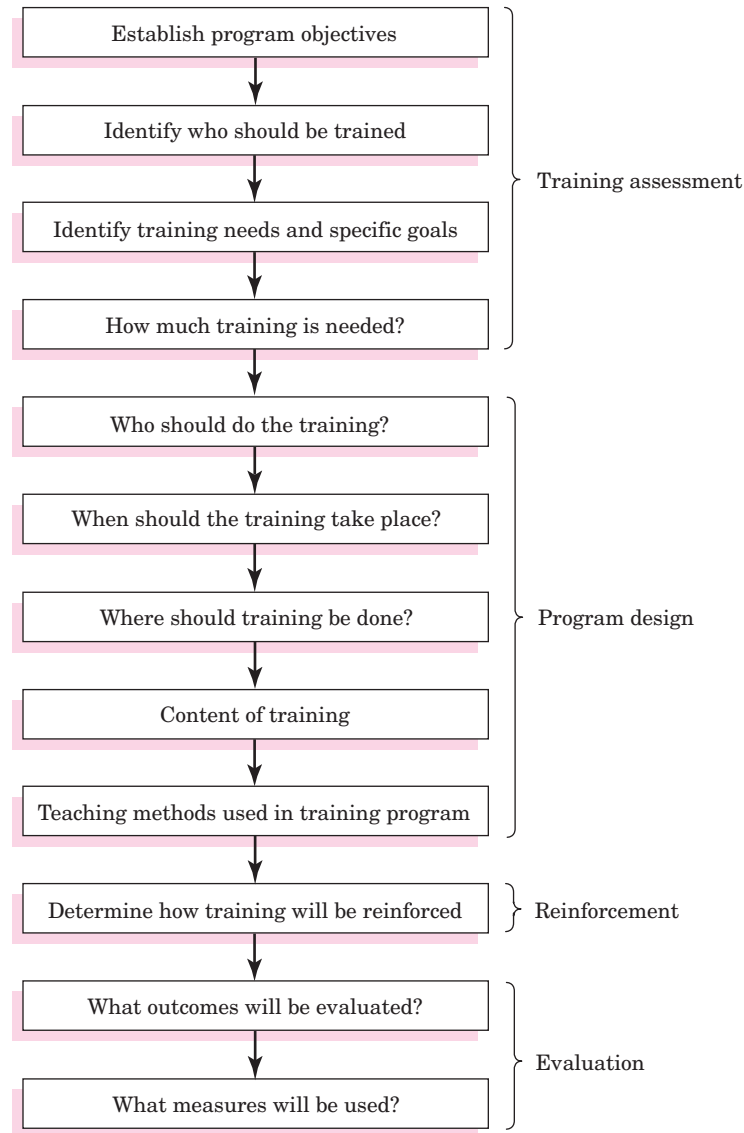 Establish program objectives
Identify who should be trained
Training assessment
Identify training needs and specific goals
How much training is needed?
Who should do the training?
When should the training take place?
Where should training be done?
Program design
Content of training
Teaching methods used in training program
Determine how training will be reinforced
Reinforcement
What outcomes will be evaluated?
Evaluation
What measures will be used?